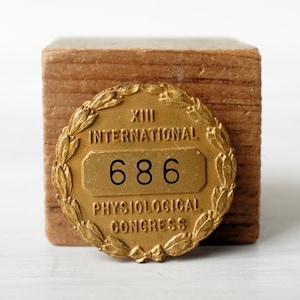 XIII
INTERNATIONAL
686
PHYSIOLOGICAL
CONGRESS